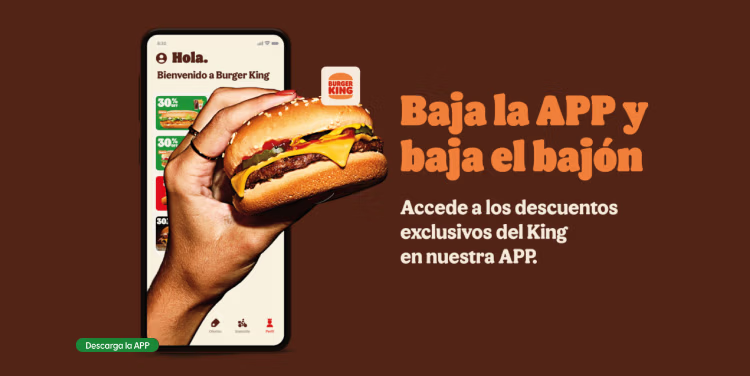 Hola.
Bienvenido a Burger King
30%
30%
BURGER
KING
Baja la APP y
baja el bajón
Accede a los descuentos
exclusivos del King
en nuestra APP.
Descarga la APP